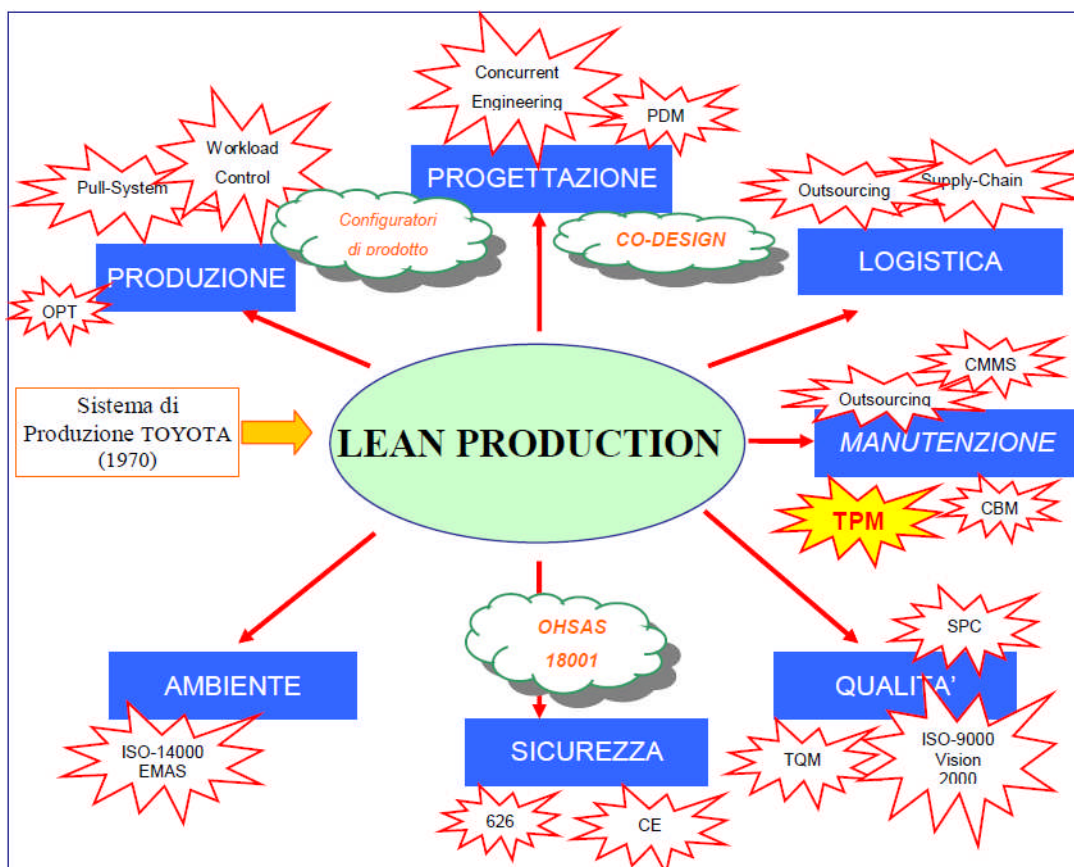 Concurrent
Engineering
PDM
Workload
Control
Pull-System
PROGETTAZIONE
Outsourcing
Supply-Chain
Configuratori
di prodotto
CO-DESIGN
PRODUZIONE
LOGISTICA
OPT
CMMS
Outsourcing
Sistema di
Produzione TOYOTA
(1970)
LEAN PRODUCTION
MANUTENZIONE
TPM
CBM
OHSAS
18001
SPC
AMBIENTE
QUALITA’
ISO-14000
EMAS
SICUREZZA
TQM
ISO-9000
Vision
2000
626
CE